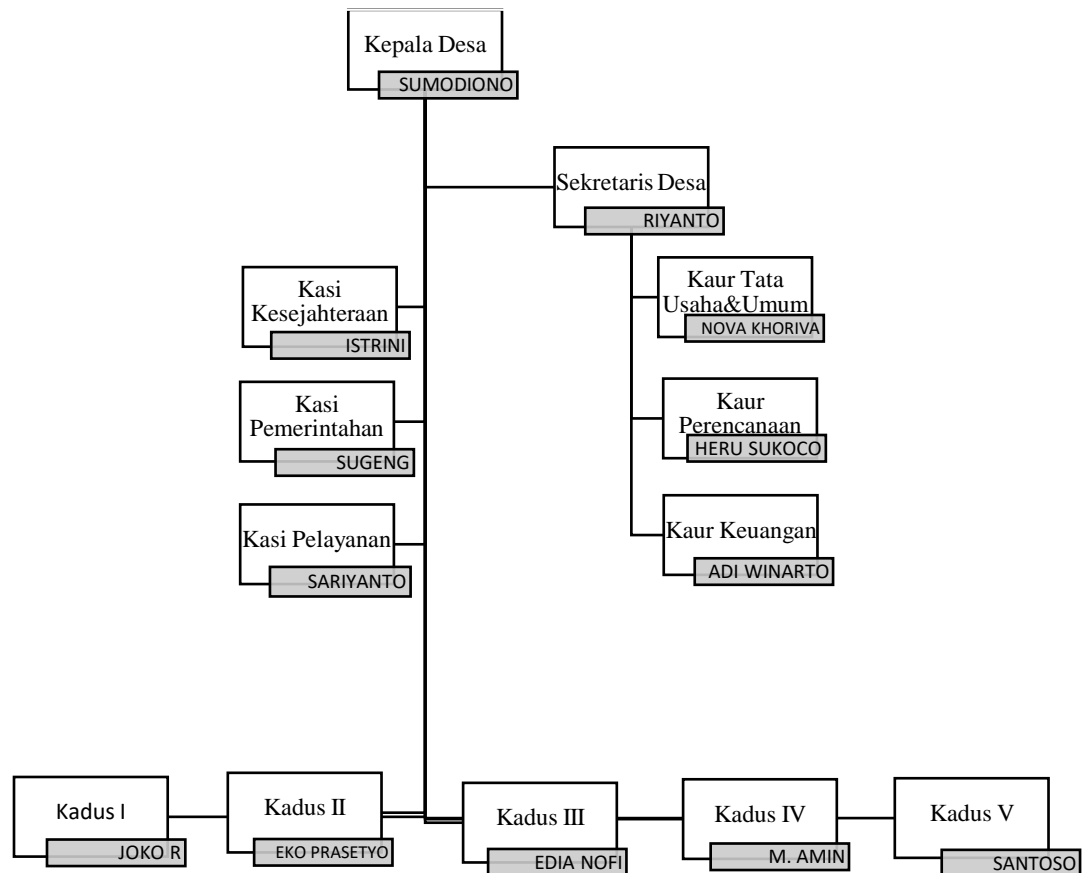 Kepala Desa
SUMODIONO
Sekretaris Desa
RIYANTO
Kasi
Kesejahteraan
ISTRINI
Kaur Tata
Usaha&Umum
NOVA KHORIVA
Kasi
Pemerintahan
SUGENG
Kaur
Perencanaan
HERU SUKOCO
Kasi Pelayanan
SARIYANTO
Kaur Keuangan
ADI WINARTO
Kadus I
JOKO R
Kadus II
EKO PRASETYO
Kadus III
EDIA NOFI
Kadus IV
M. AMIN
Kadus V
SANTOSO